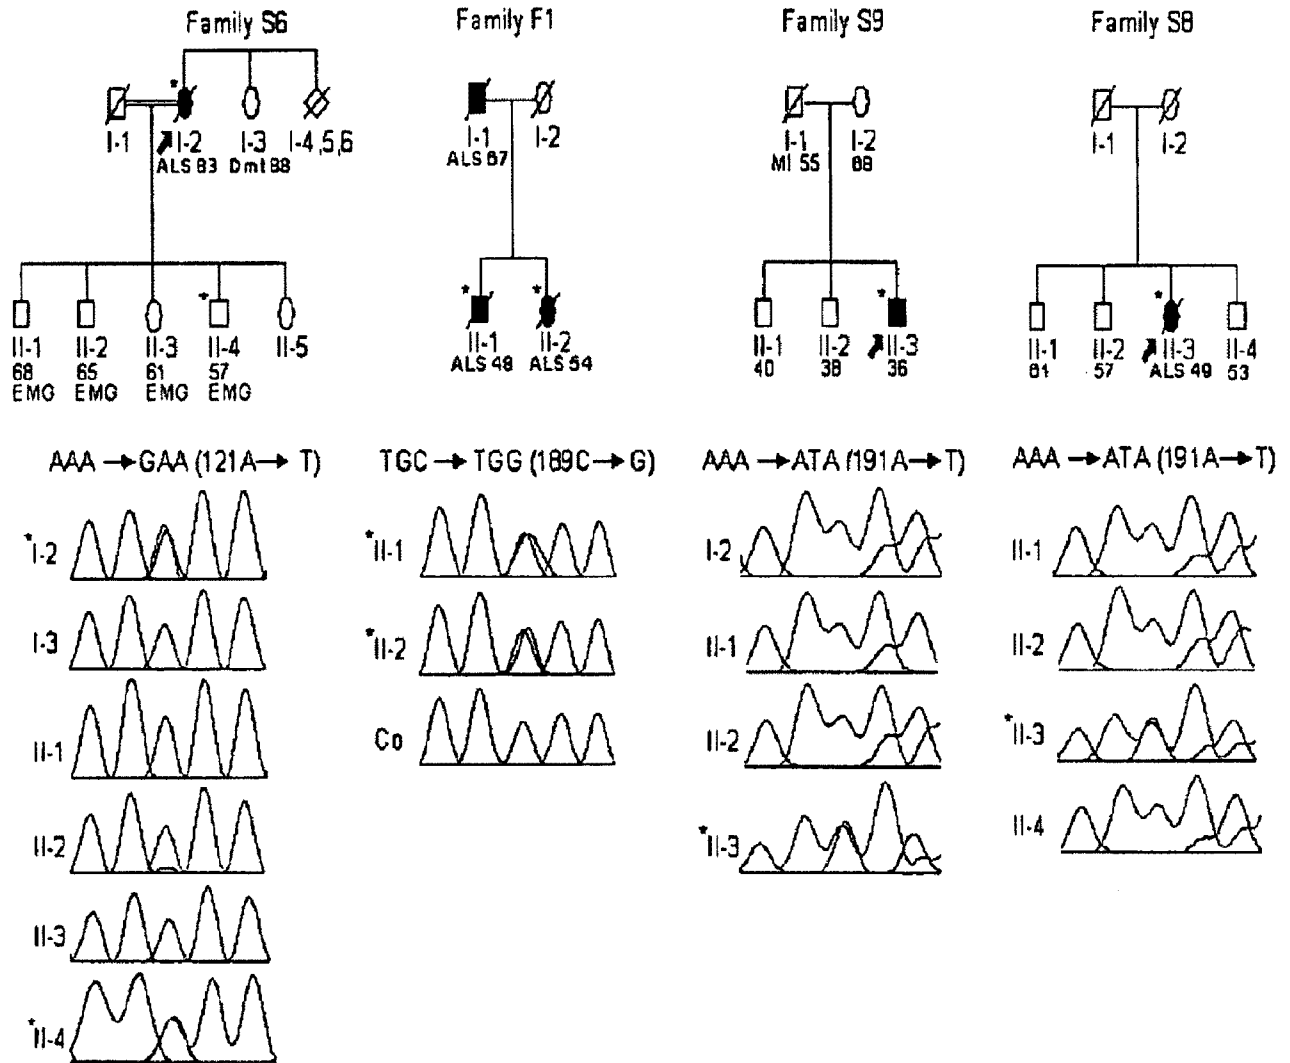 Family S6
Family F1
Family S9
Family S8
*
I-1
I-2
I-3
I-4,5,6
ALS 83
Dmt 88
I-1
I-2
ALS 67
I-1
I-2
MI 55
68
I-1
I-2
*
II-1
II-2
II-3
II-4
II-5
68
65
61
57
EMG
EMG
EMG
EMG
*
*
II-1
II-2
ALS 48
ALS 54
*
II-1
II-2
II-3
40
38
36
*
II-1
II-2
II-3
II-4
61
57
ALS 49
53
AAA → GAA (121A → T)
TGC → TGG (189C → G)
AAA → ATA (191A → T)
AAA → ATA (191A → T)
*I-2
I-3
II-1
II-2
II-3
*II-4
*II-1
*II-2
Co
I-2
II-1
II-2
*II-3
II-1
II-2
*II-3
II-4